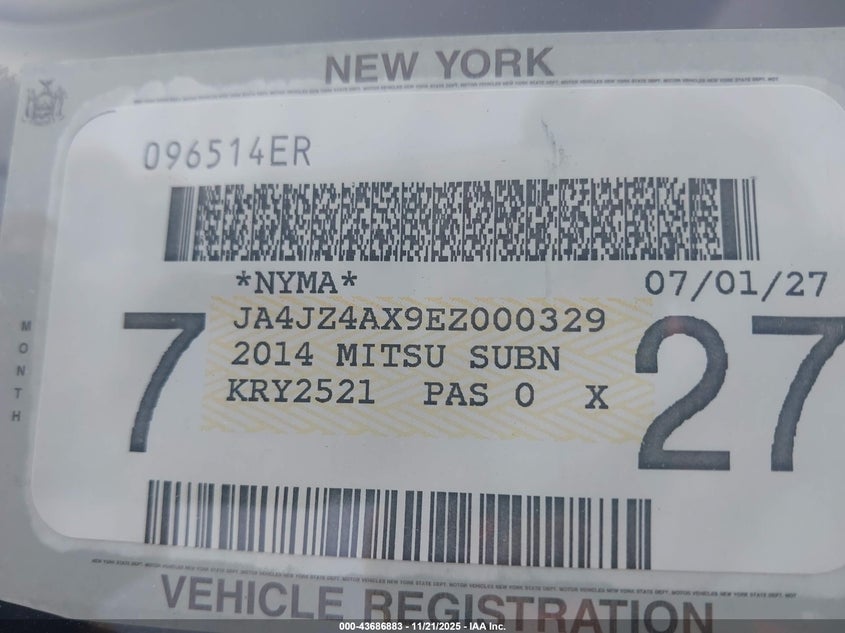 NEW YORK
096514ER
*NYMA* 07/01/27
JA4JZ4AX9EZ000329
2014 MITSU SUBN
KRY2521 PAS 0 X
MONTH
7
27
VEHICLE REGISTRATION
000-43686883 - 11/21/2025 - IAA Inc.